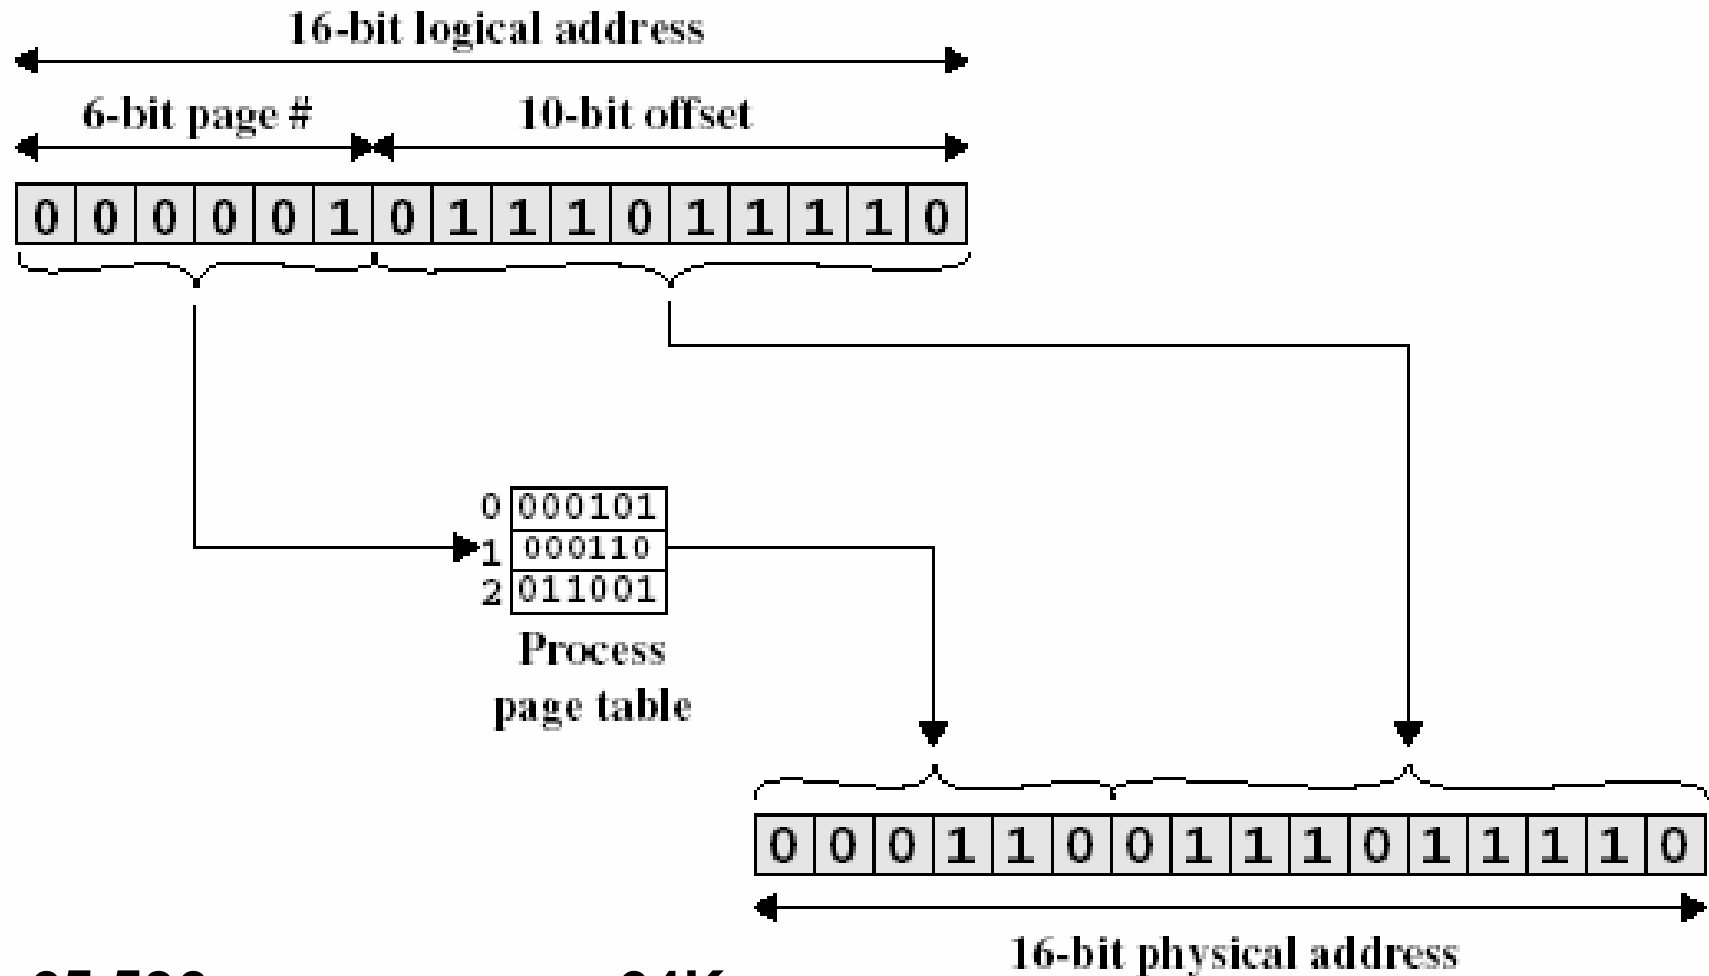 16-bit logical address
6-bit page # 10-bit offset
0 0 0 0 0 1 0 1 1 1 0 1 1 1 1 0
0 000101
1 000110
2 011001
Process
page table
0 0 0 1 1 0 0 1 1 1 0 1 1 1 1 0
16-bit physical address